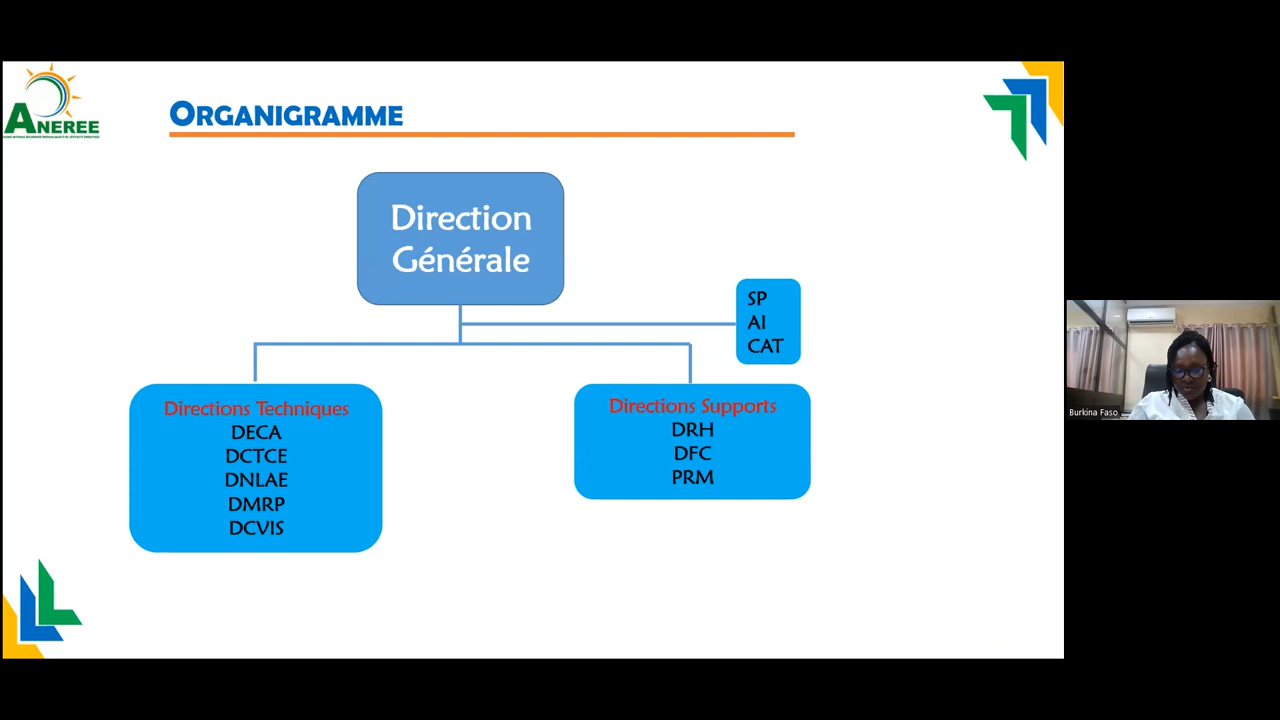 ANEREE
ORGANIGRAMME
Direction
Générale
SP
AI
CAT
Directions Techniques
DECA
DCTCE
DNLAE
DMRP
DCVIS
Directions Supports
DRH
DFC
PRM
Burkina Faso